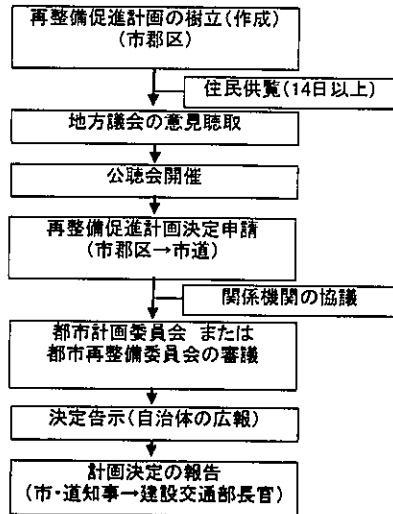 再整備促進計画の樹立(作成)
(市郡区)
住民供覧(14日以上)
地方議会の意見聴取
公聴会開催
再整備促進計画決定申請
(市郡区→市道)
関係機関の協議
都市計画委員会 または
都市再整備委員会の審議
決定告示(自治体の広報)
計画決定の報告
(市・道知事→建設交通部長官)